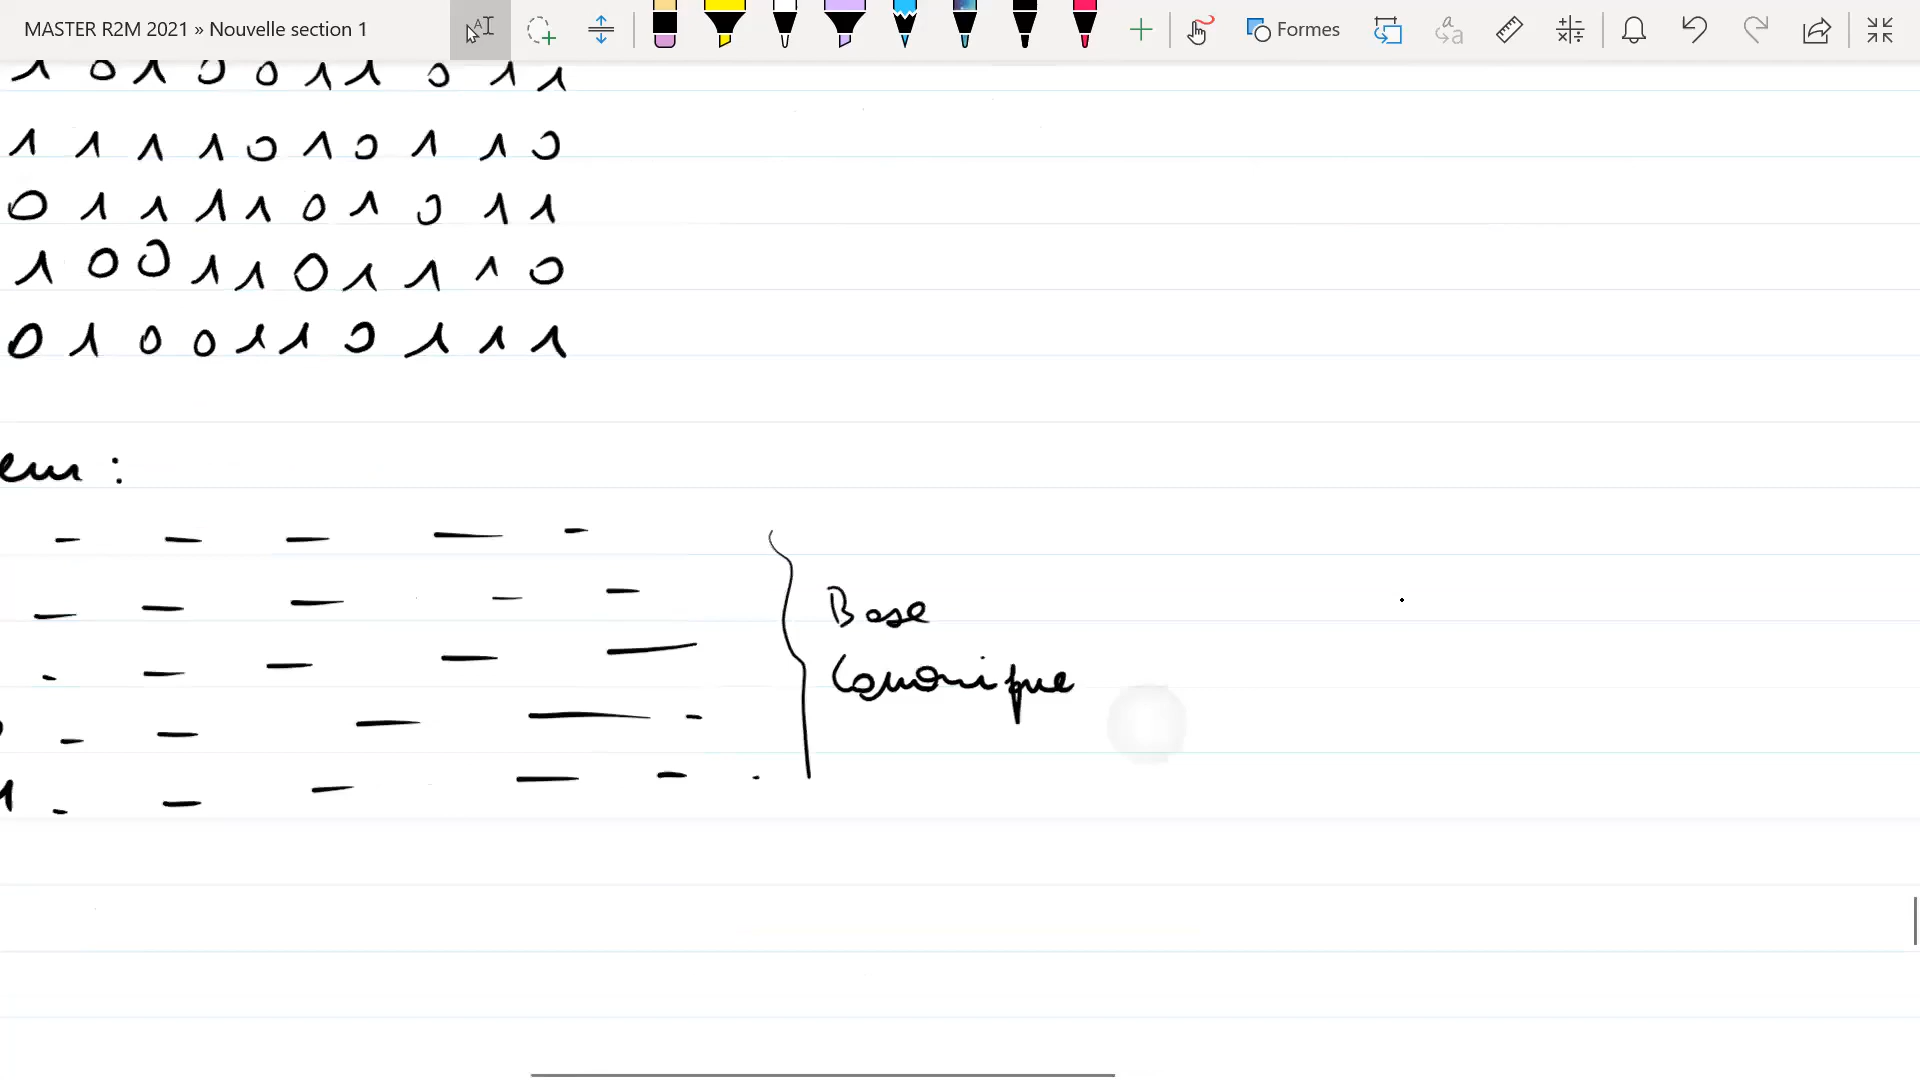 MASTER R2M 2021 » Nouvelle section 1
Formes
1 0 1 0 0 1 1 0 1 1
1 1 1 1 0 1 0 1 1 0
0 1 1 1 1 0 1 0 1 1
1 0 0 1 1 0 1 1 1 0
0 1 0 0 1 1 0 1 1 1
eur :
Base
Canonique